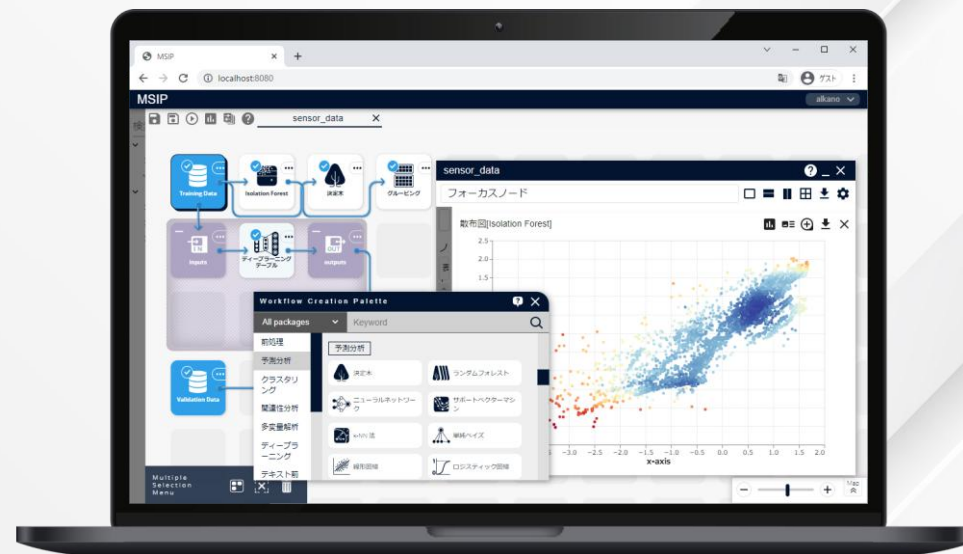 MSIP
localhost:8080
ゲスト
MSIP
alkano
検
sensor_data
Training Data
Isolation Forest
決定木
グルーピング
inputs
ディープラーニング
テーブル
outputs
Validation Data
Multiple
Selection
Menu
sensor_data
フォーカスノード
散布図[Isolation Forest]
2.5
2.0
1.5
-3.0
-2.5
-2.0
-1.5
-1.0
-0.5
0.0
0.5
1.0
1.5
2.0
x-axis
Map
Workflow Creation Palette
All packages
Keyword
前処理
予測分析
クラスタリ
ング
関連性分析
多変量解析
ディープラ
ーニング
テキスト前
予測分析
決定木
ランダムフォレスト
ニューラルネットワー
ク
サポートベクターマシ
ン
k-NN 法
単純ベイズ
線形回帰
ロジスティック回帰